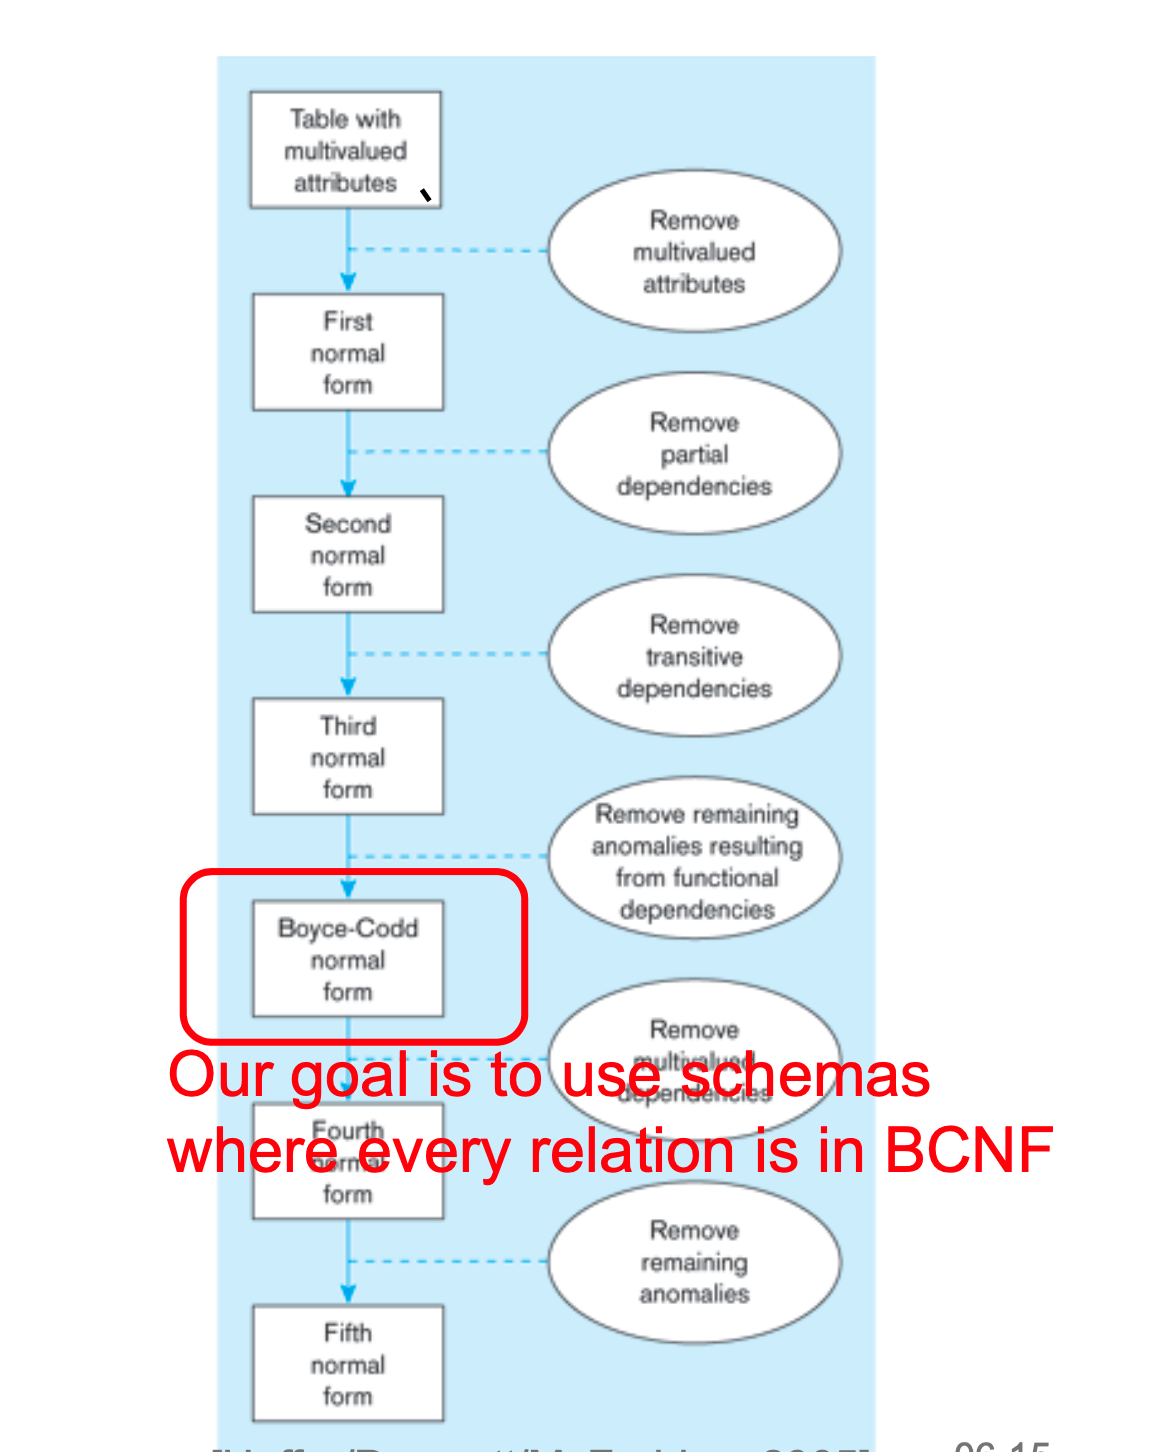 Table with
multivalued
attributes
Remove
multivalued
attributes
First
normal
form
Remove
partial
dependencies
Second
normal
form
Remove
transitive
dependencies
Third
normal
form
Remove remaining
anomalies resulting
from functional
dependencies
Boyce-Codd
normal
form
Remove
multivalued
dependencies
Our goal is to use schemas
where every relation is in BCNF
Fourth
normal
form
Remove
remaining
anomalies
Fifth
normal
form